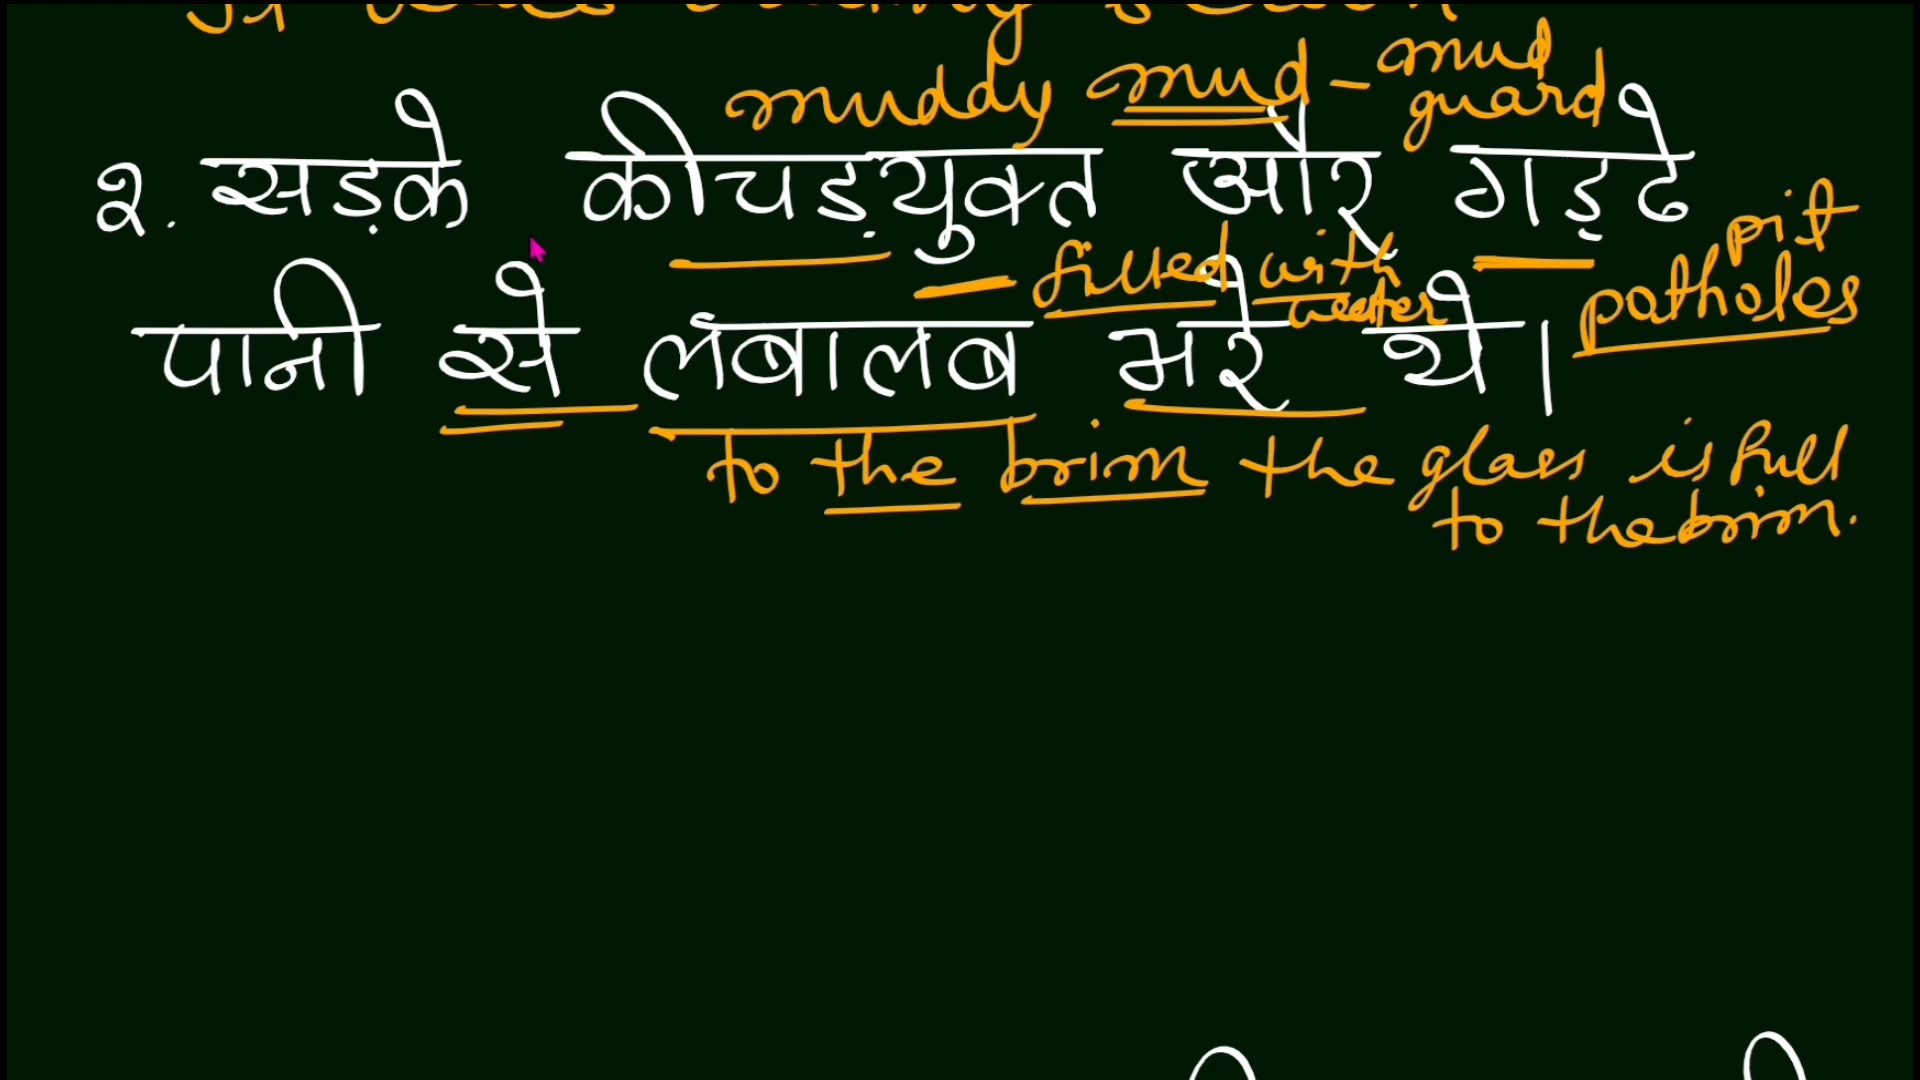 muddy mud - mud
guard
२. सड़के कीचड़युक्त और गड्ढे
pit
filled with
water
potholes
पानी से लबालब भरे थे।
to the brim the glass is full
to the brim.